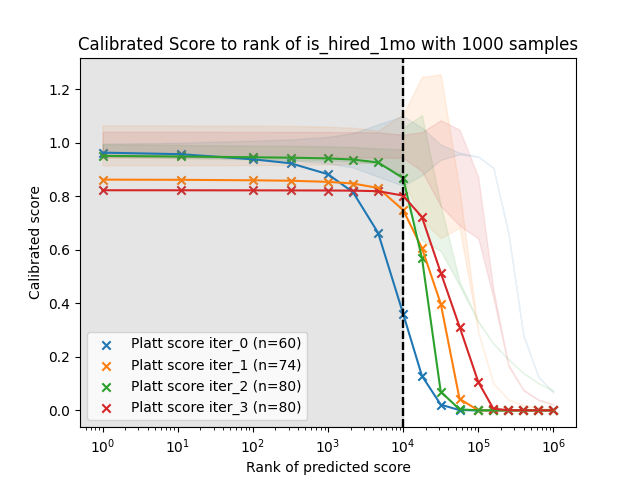 Calibrated Score to rank of is_hired_1mo with 1000 samples
1.2
1.0
0.8
0.6
0.4
0.2
0.0
Calibrated score
Platt score iter_0 (n=60)
Platt score iter_1 (n=74)
Platt score iter_2 (n=80)
Platt score iter_3 (n=80)
10⁰ 10¹ 10² 10³ 10⁴ 10⁵ 10⁶
Rank of predicted score